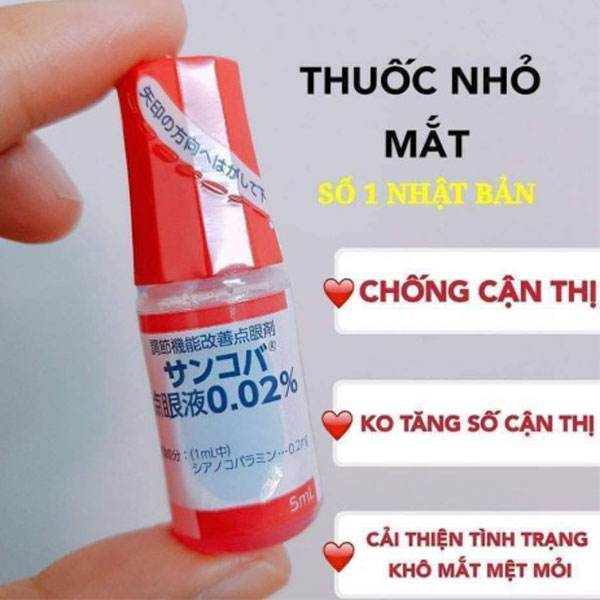 THUỐC NHỎ
MẮT
SỐ 1 NHẬT BẢN
CHỐNG CẬN THỊ
KO TĂNG SỐ CẬN THỊ
CẢI THIỆN TÌNH TRẠNG
KHÔ MẮT MỆT MỎI
矢印の方向へはがして下
調節機能改善点眼剤
サンコバ®
点眼液0.02%
(1mL中)
シアノコバラミン…0.2mg
5mL